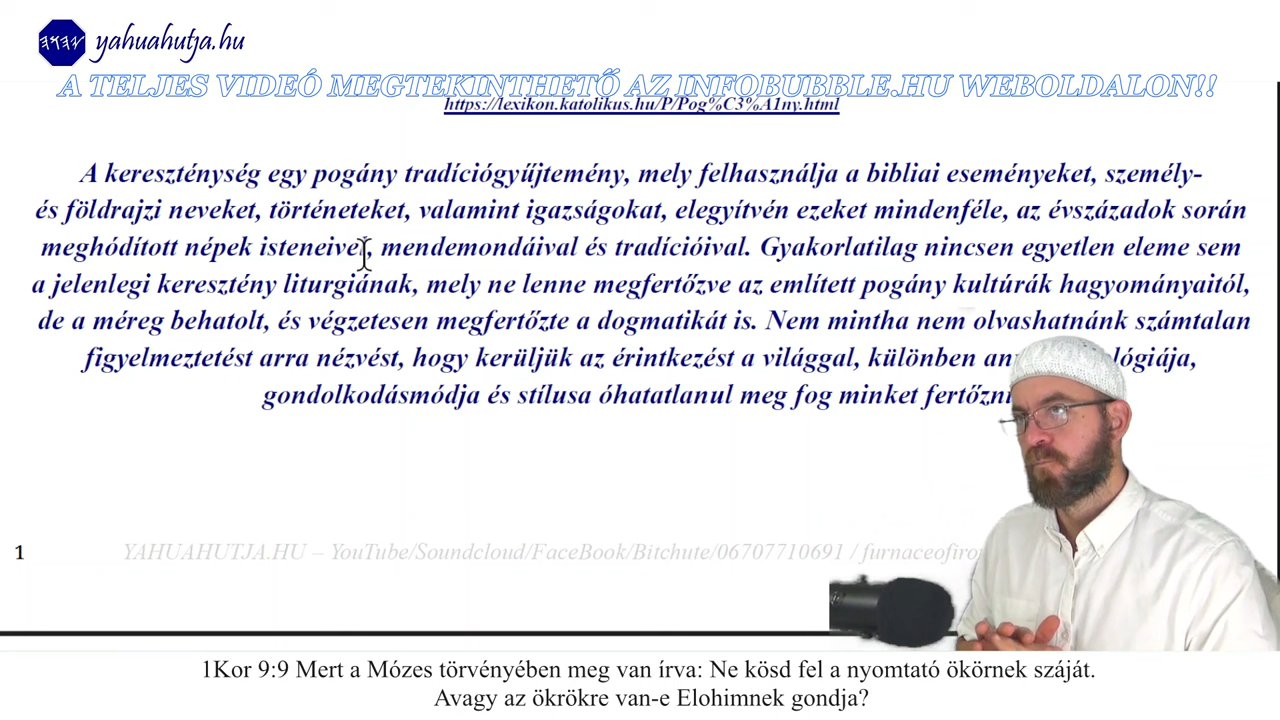 yahuahutja.hu
A TELJES VIDEÓ MEGTEKINTHETŐ AZ INFOBUBBLE.HU WEBOLDALON!!
https://lexikon.katolikus.hu/P/Pog%C3%A1ny.html
A kereszténység egy pogány tradíciógyűjtemény, mely felhasználja a bibliai eseményeket, személy-
és földrajzi neveket, történeteket, valamint igazságokat, elegyítvén ezeket mindenféle, az évszázadok során
meghódított népek isteneivel, mendemondáival és tradícióival. Gyakorlatilag nincsen egyetlen eleme sem
a jelenlegi keresztény liturgiának, mely ne lenne megfertőzve az említett pogány kultúrák hagyományaitól,
de a méreg behatolt, és végzetesen megfertőzte a dogmatikát is. Nem mintha nem olvashatnánk számtalan
figyelmeztetést arra nézvést, hogy kerüljük az érintkezést a világgal, különben
gondolkodásmódja és stílusa óhatatlanul meg fog minket
1
YAHUAHUTJA.HU – YouTube/Soundcloud/FaceBook/Bitchute/06707710691 /
1Kor 9:9 Mert a Mózes törvényében meg van írva: Ne kösd fel a nyomtató ökörnek száját.
Avagy az ökrökre van-e Elohimnek gondja?